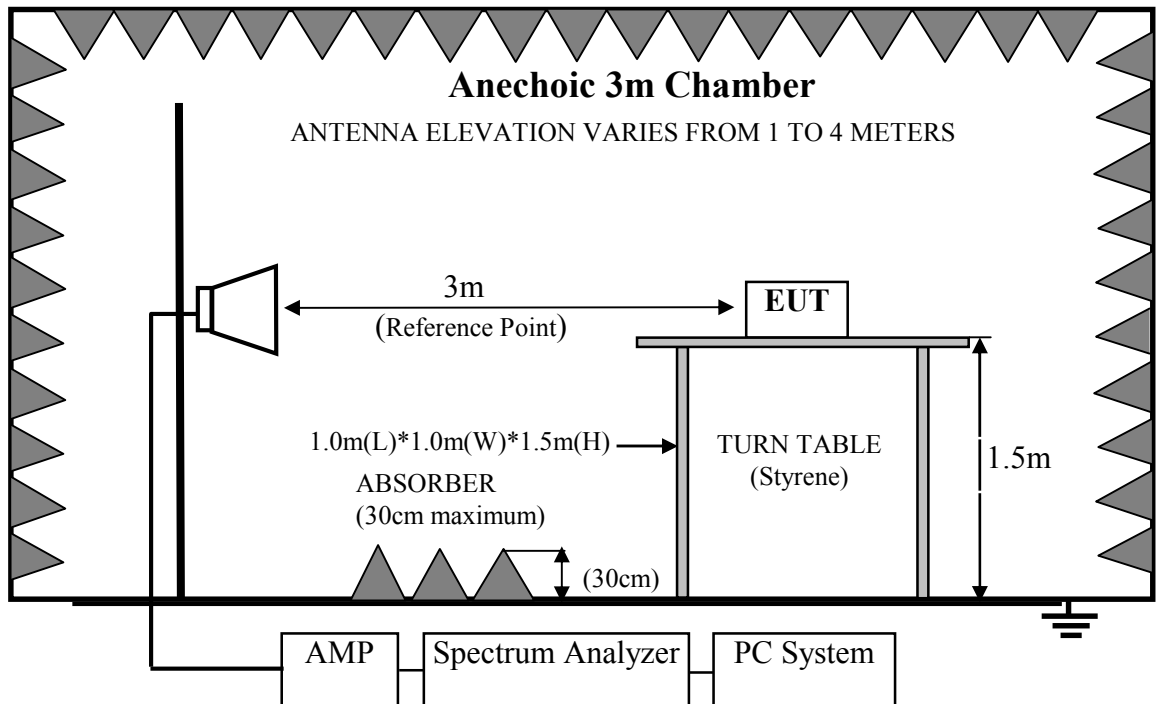 Anechoic 3m Chamber
ANTENNA ELEVATION VARIES FROM 1 TO 4 METERS
3m
(Reference Point)
EUT
1.0m(L)*1.0m(W)*1.5m(H)
TURN TABLE
(Styrene)
1.5m
ABSORBER
(30cm maximum)
(30cm)
AMP
Spectrum Analyzer
PC System